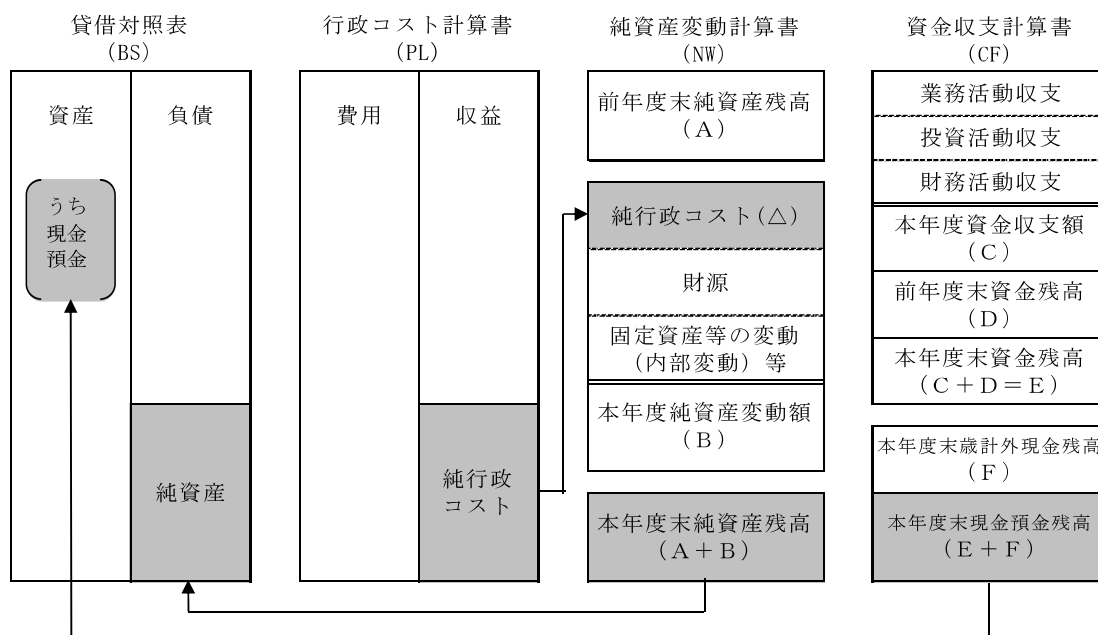 貸借対照表
(BS)
資産
負債
うち
現金
預金
純資産
行政コスト計算書
(PL)
費用
収益
純行政
コスト
純資産変動計算書
(NW)
前年度末純資産残高
(A)
純行政コスト(△)
財源
固定資産等の変動
(内部変動)等
本年度純資産変動額
(B)
本年度末純資産残高
(A+B)
資金収支計算書
(CF)
業務活動収支
投資活動収支
財務活動収支
本年度資金収支額
(C)
前年度末資金残高
(D)
本年度末資金残高
(C+D=E)
本年度末歳計外現金残高
(F)
本年度末現金預金残高
(E+F)